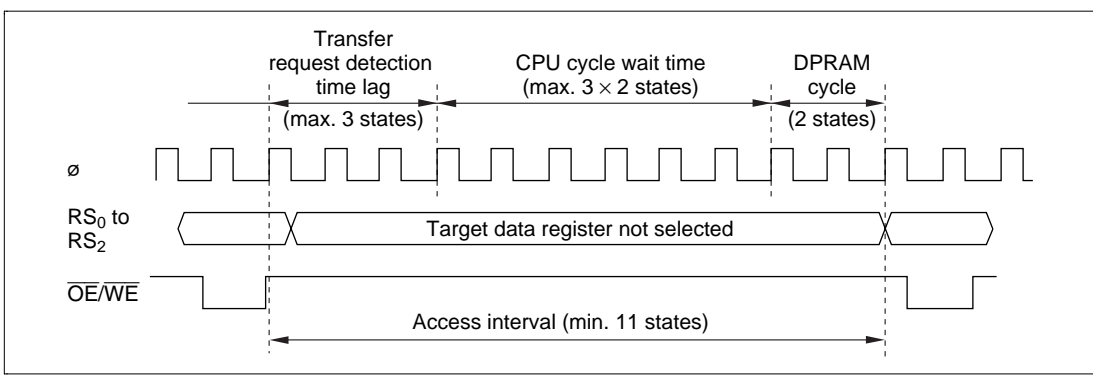 Transfer
request detection
time lag
(max. 3 states)
CPU cycle wait time
(max. 3 × 2 states)
DPRAM
cycle
(2 states)
ø
RS0 to
RS2
Target data register not selected
OE/WE
Access interval (min. 11 states)